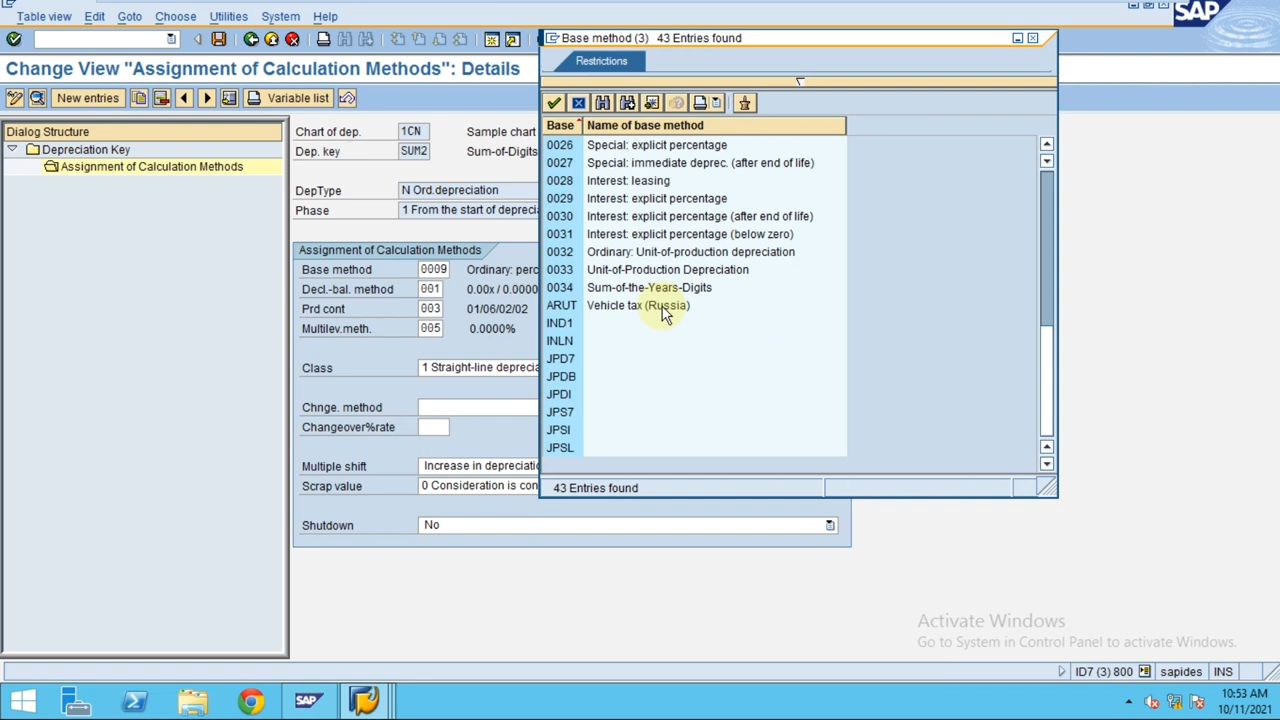 Table view Edit Goto Choose Utilities System Help
SAP
Base method (3) 43 Entries found
Restrictions
Change View "Assignment of Calculation Methods": Details
New entries
Variable list
Dialog Structure
Depreciation Key
Assignment of Calculation Methods
Chart of dep. 1CN Sample chart
Dep. key SUM2 Sum-of-Digits
DepType N Ord.depreciation
Phase 1 From the start of depreci
Assignment of Calculation Methods
Base method 0009 Ordinary: perc
Decl.-bal. method 001 0.00x / 0.0000
Prd cont 003 01/06/02/02
Multilev.meth. 005 0.0000%
Class 1 Straight-line deprecia
Chnge. method
Changeover%rate
Multiple shift Increase in depreciatio
Scrap value 0 Consideration is con
Shutdown No
Base Name of base method
0026 Special: explicit percentage
0027 Special: immediate deprec. (after end of life)
0028 Interest: leasing
0029 Interest: explicit percentage
0030 Interest: explicit percentage (after end of life)
0031 Interest: explicit percentage (below zero)
0032 Ordinary: Unit-of-production depreciation
0033 Unit-of-Production Depreciation
0034 Sum-of-the-Years-Digits
ARUT Vehicle tax (Russia)
IND1
INLN
JPD7
JPDB
JPDI
JPS7
JPSI
JPSL
43 Entries found
Activate Windows
Go to System in Control Panel to activate Windows.
ID7 (3) 800 sapides INS
SAP
10:53 AM
10/11/2021